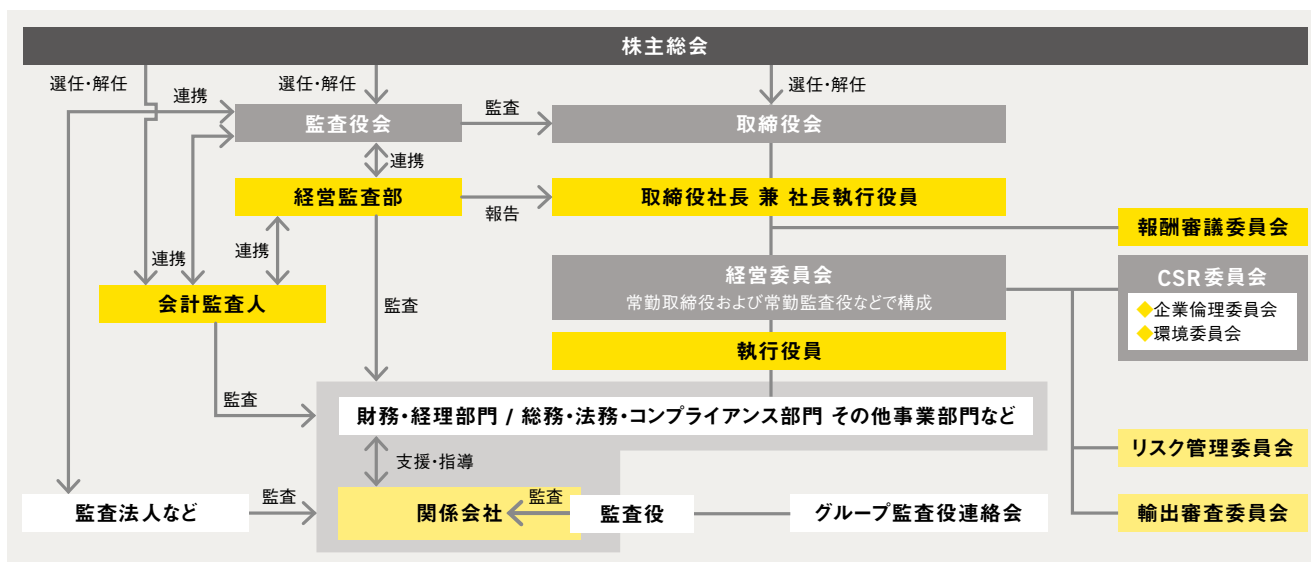 株主総会
選任・解任
連携
選任・解任
選任・解任
監査役会
監査
取締役会
連携
経営監査部
報告
取締役社長 兼 社長執行役員
報酬審議委員会
連携
連携
会計監査人
監査
経営委員会
常勤取締役および常勤監査役などで構成
CSR委員会
◆企業倫理委員会
◆環境委員会
執行役員
監査
財務・経理部門 / 総務・法務・コンプライアンス部門 その他事業部門など
支援・指導
リスク管理委員会
監査法人など
監査
関係会社
監査
監査役
グループ監査役連絡会
輸出審査委員会